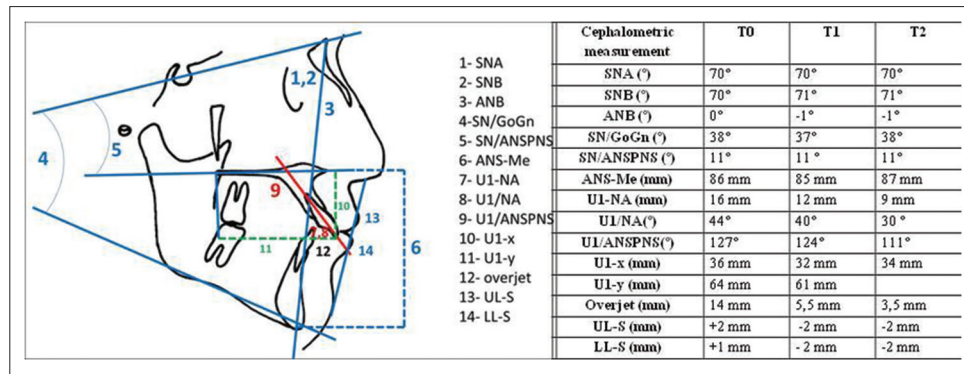 1,2
3
4
5
9
10
13
7,8
11
12
14
6
1- SNA
2- SNB
3- ANB
4-SN/GoGn
5- SN/ANSPNS
6- ANS-Me
7- U1-NA
8- U1/NA
9- U1/ANSPNS
10- U1-x
11- U1-y
12- overjet
13- UL-S
14- LL-S
Cephalometric measurement T0 T1 T2
SNA (°) 70° 70° 70°
SNB (°) 70° 71° 71°
ANB (°) 0° -1° -1°
SN/GoGn (°) 38° 37° 38°
SN/ANSPNS (°) 11° 11 ° 11°
ANS-Me (mm) 86 mm 85 mm 87 mm
U1-NA (mm) 16 mm 12 mm 9 mm
U1/NA(°) 44° 40° 30 °
U1/ANSPNS(°) 127° 124° 111°
U1-x (mm) 36 mm 32 mm 34 mm
U1-y (mm) 64 mm 61 mm
Overjet (mm) 14 mm 5,5 mm 3,5 mm
UL-S (mm) +2 mm -2 mm -2 mm
LL-S (mm) +1 mm - 2 mm -2 mm